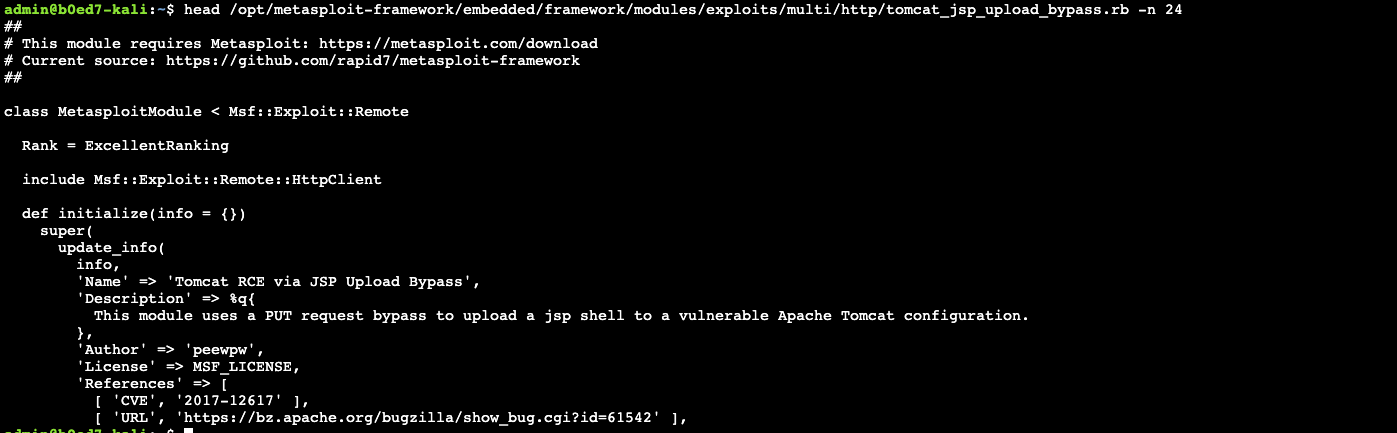 admin@b0ed7-kali:~$ head /opt/metasploit-framework/embedded/framework/modules/exploits/multi/http/tomcat_jsp_upload_bypass.rb -n 24
##
# This module requires Metasploit: https://metasploit.com/download
# Current source: https://github.com/rapid7/metasploit-framework
##
class MetasploitModule < Msf::Exploit::Remote
Rank = ExcellentRanking
include Msf::Exploit::Remote::HttpClient
def initialize(info = {})
super(
update_info(
info,
'Name' => 'Tomcat RCE via JSP Upload Bypass',
'Description' => %q{
This module uses a PUT request bypass to upload a jsp shell to a vulnerable Apache Tomcat configuration.
},
'Author' => 'peewpw',
'License' => MSF_LICENSE,
'References' => [
[ 'CVE', '2017-12617' ],
[ 'URL', 'https://bz.apache.org/bugzilla/show_bug.cgi?id=61542' ],
admin@b0ed7-kali:~$